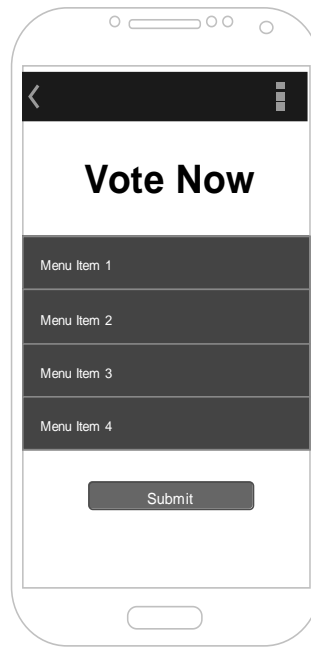 Vote Now
Menu Item 1
Menu Item 2
Menu Item 3
Menu Item 4
Submit